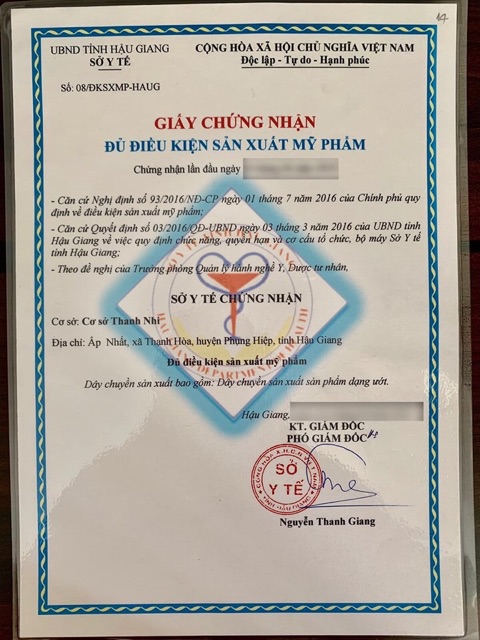 14
UBND TỈNH HẬU GIANG
SỞ Y TẾ
CỘNG HÒA XÃ HỘI CHỦ NGHĨA VIỆT NAM
Độc lập - Tự do - Hạnh phúc
Số: 08/ĐKSXMP-HAUG
GIẤY CHỨNG NHẬN
ĐỦ ĐIỀU KIỆN SẢN XUẤT MỸ PHẨM
Chứng nhận lần đầu ngày
- Căn cứ Nghị định số 93/2016/NĐ-CP ngày 01 tháng 7 năm 2016 của Chính phủ quy
định về điều kiện sản xuất mỹ phẩm;
- Căn cứ Quyết định số 03/2016/QĐ-UBND ngày 03 tháng 3 năm 2016 của UBND tỉnh
Hậu Giang về việc quy định chức năng, quyền hạn và cơ cấu tổ chức, bộ máy Sở Y tế
tỉnh Hậu Giang;
- Theo đề nghị của Trưởng phòng Quản lý hành nghề Y, Dược tư nhân,
SỞ Y TẾ CHỨNG NHẬN
Cơ sở: Cơ sở Thanh Nhi
Địa chỉ: Ấp Nhất, xã Thanh Hòa, huyện Phụng Hiệp, tỉnh Hậu Giang
Đủ điều kiện sản xuất mỹ phẩm
Dây chuyền sản xuất bao gồm: Dây chuyền sản xuất sản phẩm dạng ướt.
Hậu Giang,
KT. GIÁM ĐỐC
PHÓ GIÁM ĐỐC
SỞ
Y TẾ
Nguyễn Thanh Giang